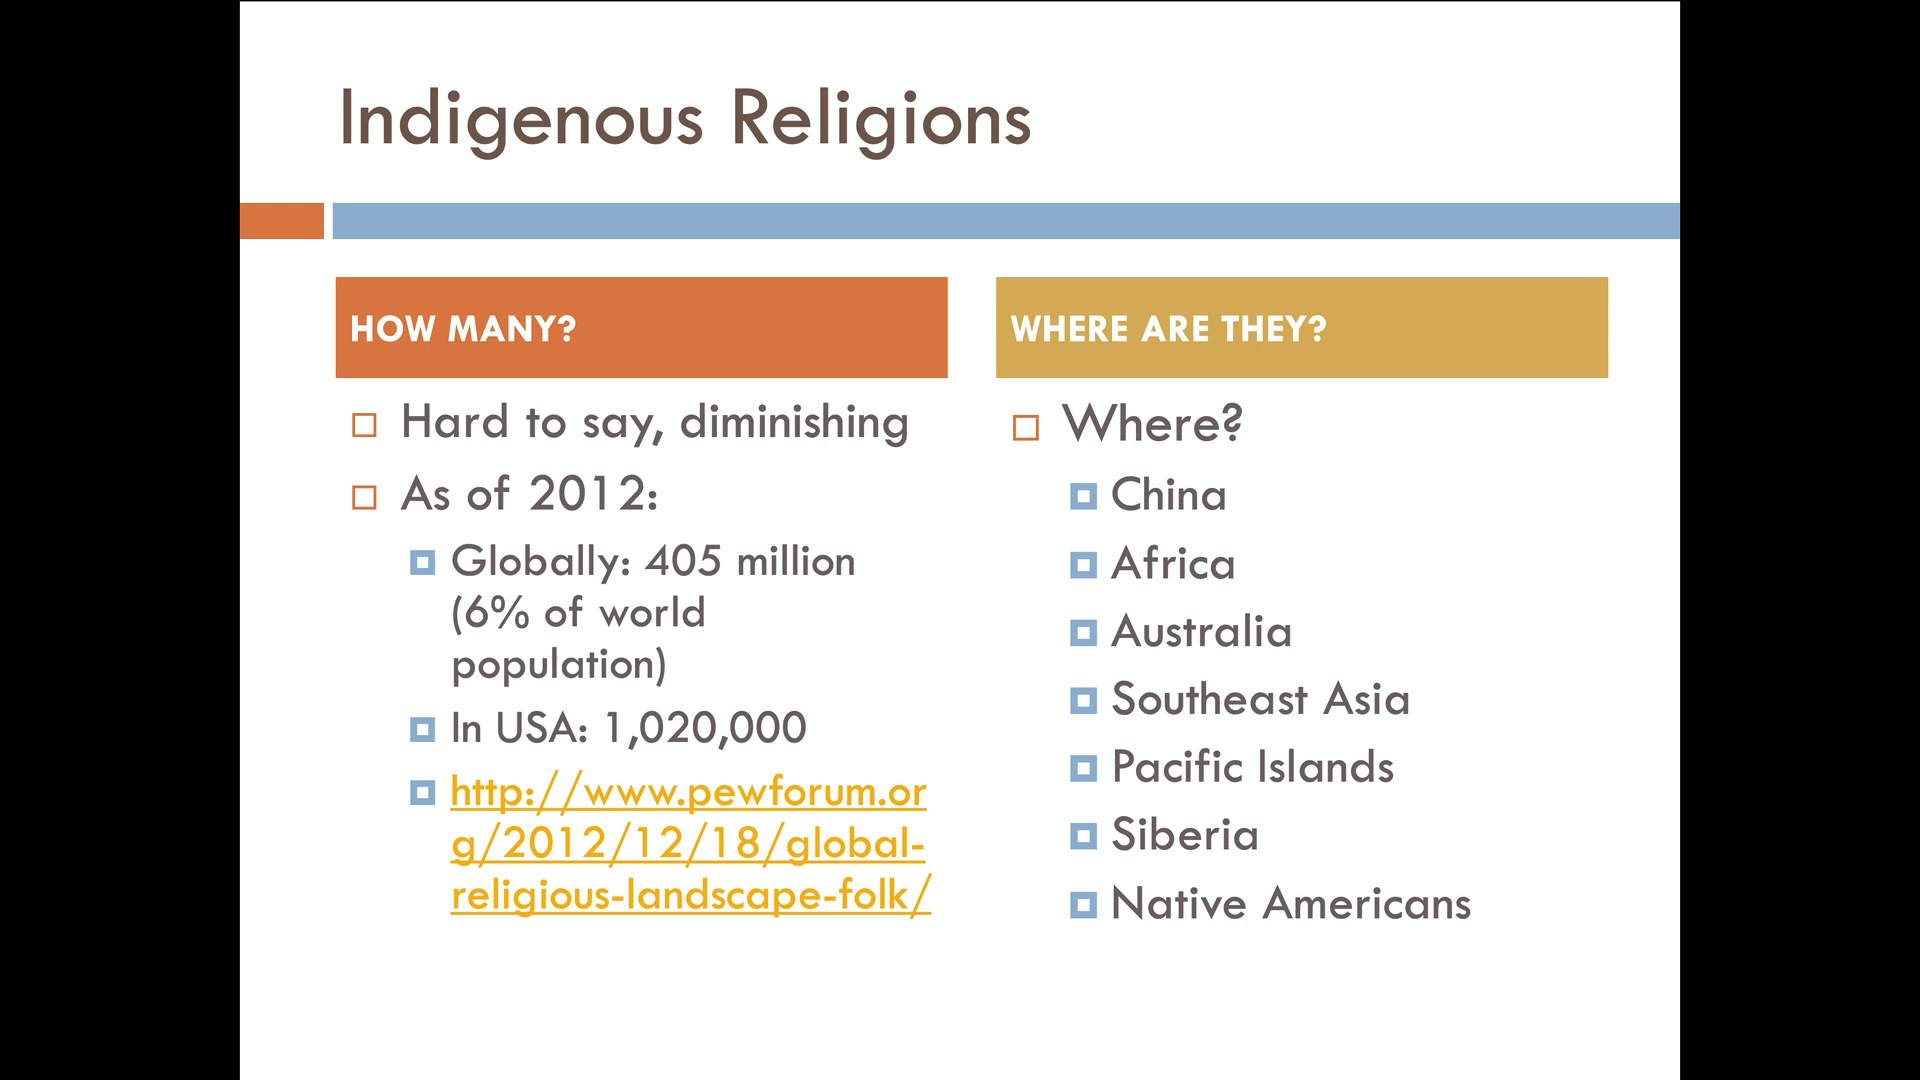 Indigenous Religions
HOW MANY?
Hard to say, diminishing
As of 2012:
Globally: 405 million
(6% of world
population)
In USA: 1,020,000
http://www.pewforum.or
g/2012/12/18/global-
religious-landscape-folk/
WHERE ARE THEY?
Where?
China
Africa
Australia
Southeast Asia
Pacific Islands
Siberia
Native Americans